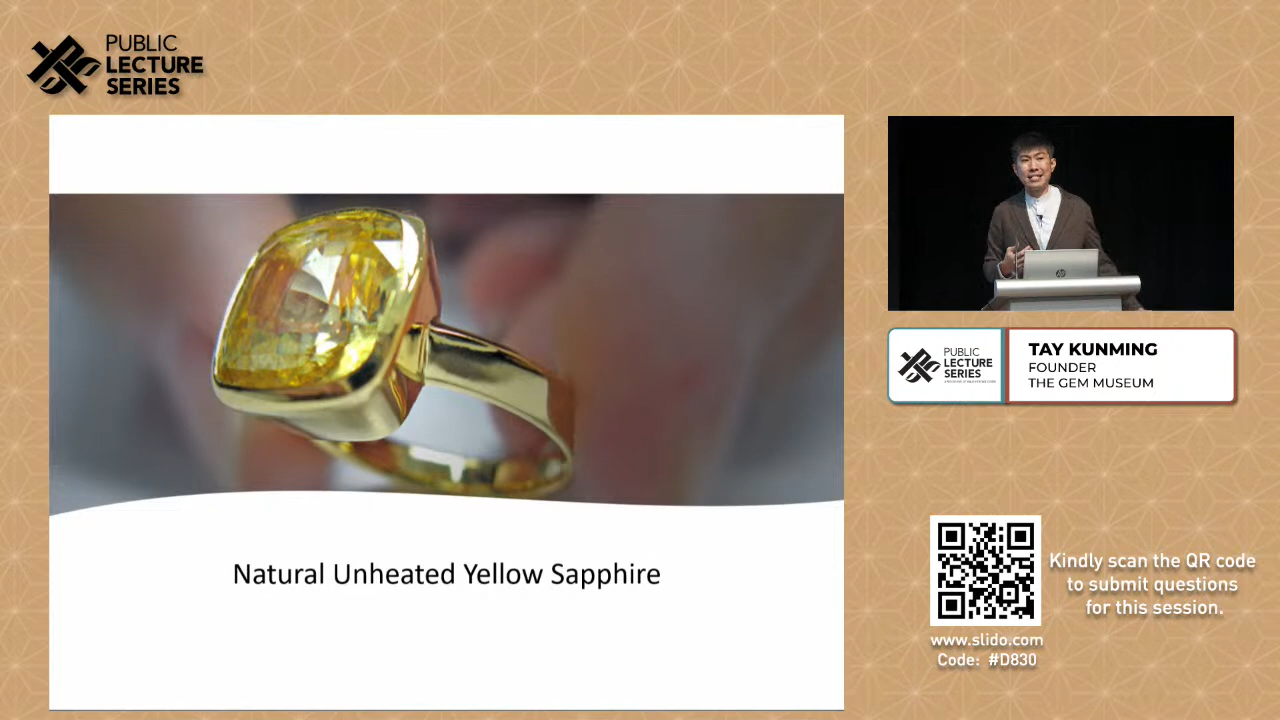 PUBLIC
LECTURE
SERIES
Natural Unheated Yellow Sapphire
PUBLIC
LECTURE
SERIES
TAY KUNMING
FOUNDER
THE GEM MUSEUM
Kindly scan the QR code
to submit questions
for this session.
www.slido.com
Code: #D830